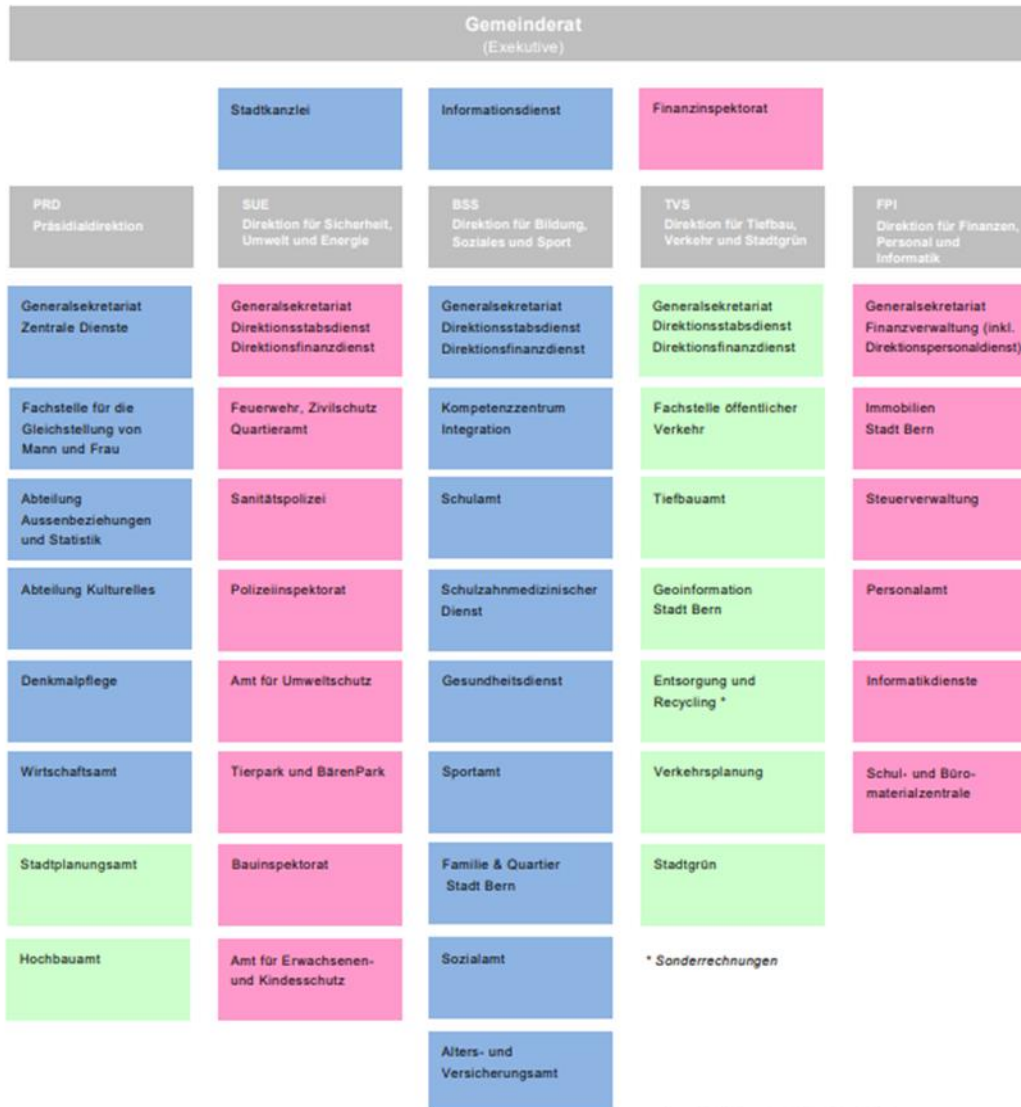 Gemeinderat
(Exekutive)
Stadtkanzlei
Informationsdienst
Finanzinspektorat
PRD
Präsidialdirektion
SUE
Direktion für Sicherheit,
Umwelt und Energie
BSS
Direktion für Bildung,
Soziales und Sport
TVS
Direktion für Tiefbau,
Verkehr und Stadtgrün
FPI
Direktion für Finanzen,
Personal und
Informatik
Generalsekretariat
Zentrale Dienste
Generalsekretariat
Direktionsstabsdienst
Direktionsfinanzdienst
Generalsekretariat
Direktionsstabsdienst
Direktionsfinanzdienst
Generalsekretariat
Direktionsstabsdienst
Direktionsfinanzdienst
Generalsekretariat
Finanzverwaltung (inkl.
Direktionspersonaldienst)
Fachstelle für die
Gleichstellung von
Mann und Frau
Feuerwehr, Zivilschutz
Quartieramt
Kompetenzzentrum
Integration
Fachstelle öffentlicher
Verkehr
Immobilien
Stadt Bern
Abteilung
Aussenbeziehungen
und Statistik
Sanitätspolizei
Schulamt
Tiefbauamt
Steuerverwaltung
Abteilung Kulturelles
Polizeiinspektorat
Schulzahnmedizinischer
Dienst
Geoinformation
Stadt Bern
Personalamt
Denkmalpflege
Amt für Umweltschutz
Gesundheitsdienst
Entsorgung und
Recycling *
Informatikdienste
Wirtschaftsamt
Tierpark und BärenPark
Sportamt
Verkehrsplanung
Schul- und Büro-
materialzentrale
Stadtplanungsamt
Bauinspektorat
Familie & Quartier
Stadt Bern
Stadtgrün
Hochbauamt
Amt für Erwachsenen-
und Kindesschutz
Sozialamt
* Sonderrechnungen
Alters- und
Versicherungsamt